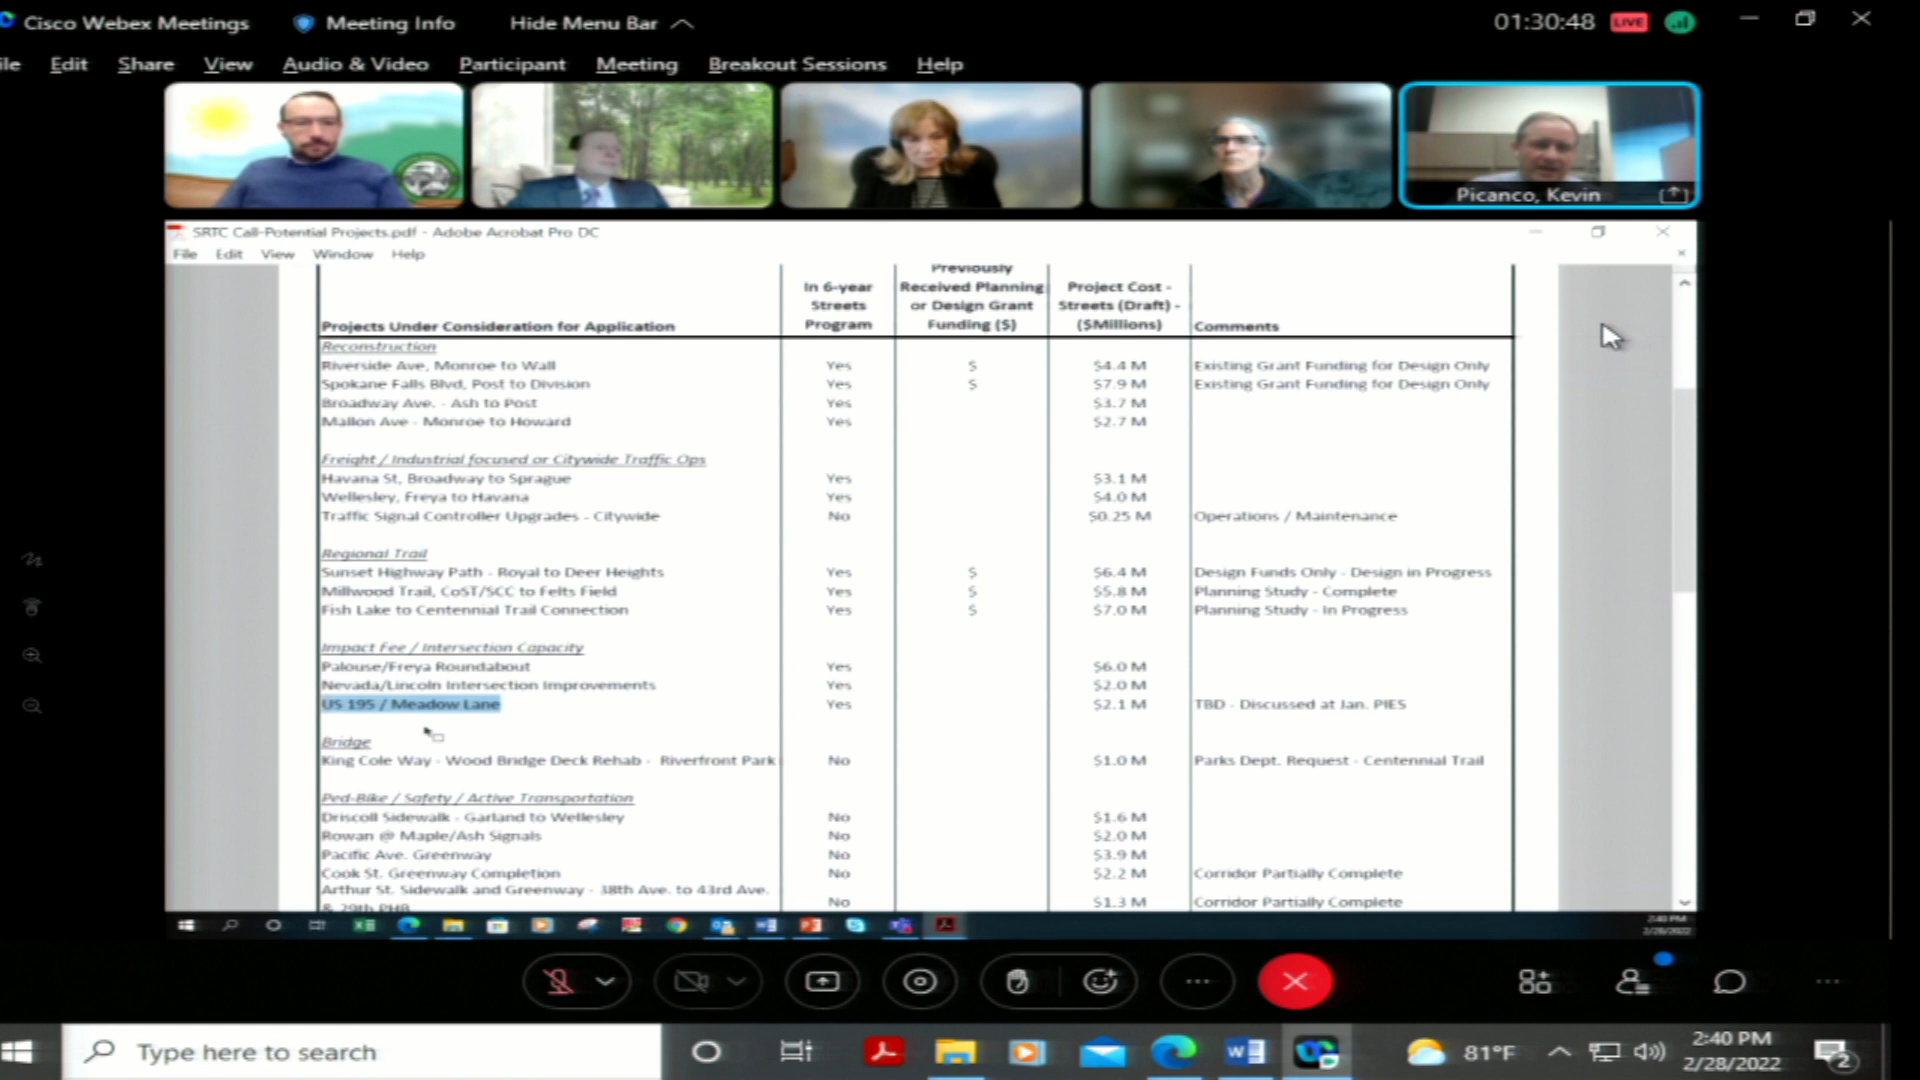 Cisco Webex Meetings Meeting Info Hide Menu Bar 01:30:48 LIVE
ile Edit Share View Audio & Video Participant Meeting Breakout Sessions Help
Picanco, Kevin
SRTC Call-Potential Projects.pdf - Adobe Acrobat Pro DC
File Edit View Window Help
Previously
In 6-year Received Planning Project Cost -
Streets or Design Grant Streets (Draft) -
Projects Under Consideration for Application Program Funding ($) ($Millions) Comments
Reconstruction
Riverside Ave, Monroe to Wall Yes $ $4.4 M Existing Grant Funding for Design Only
Spokane Falls Blvd, Post to Division Yes $ $7.9 M Existing Grant Funding for Design Only
Broadway Ave. - Ash to Post Yes $3.7 M
Mallon Ave - Monroe to Howard Yes $2.7 M
Freight / Industrial focused or Citywide Traffic Ops
Havana St, Broadway to Sprague Yes $3.1 M
Wellesley, Freya to Havana Yes $4.0 M
Traffic Signal Controller Upgrades - Citywide No $0.25 M Operations / Maintenance
Regional Trail
Sunset Highway Path - Royal to Deer Heights Yes $ $6.4 M Design Funds Only - Design in Progress
Millwood Trail, CoST/SCC to Felts Field Yes $ $5.8 M Planning Study - Complete
Fish Lake to Centennial Trail Connection Yes $ $7.0 M Planning Study - In Progress
Impact Fee / Intersection Capacity
Palouse/Freya Roundabout Yes $6.0 M
Nevada/Lincoln Intersection Improvements Yes $2.0 M
US 195 / Meadow Lane Yes $2.1 M TBD - Discussed at Jan. PIES
Bridge
King Cole Way - Wood Bridge Deck Rehab - Riverfront Park No $1.0 M Parks Dept. Request - Centennial Trail
Ped-Bike / Safety / Active Transportation
Driscoll Sidewalk - Garland to Wellesley No $1.6 M
Rowan @ Maple/Ash Signals No $2.0 M
Pacific Ave. Greenway No $3.9 M
Cook St. Greenway Completion No $2.2 M Corridor Partially Complete
Arthur St. Sidewalk and Greenway - 38th Ave. to 43rd Ave.
& 29th PHB No $1.3 M Corridor Partially Complete
2:40 PM
2/28/2022
Type here to search 81°F 2:40 PM
2/28/2022 2